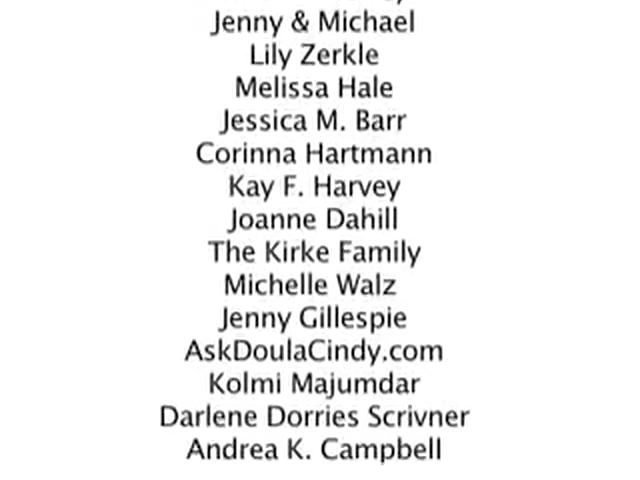 Jenny & Michael
Lily Zerkle
Melissa Hale
Jessica M. Barr
Corinna Hartmann
Kay F. Harvey
Joanne Dahill
The Kirke Family
Michelle Walz
Jenny Gillespie
AskDoulaCindy.com
Kolmi Majumdar
Darlene Dorries Scrivner
Andrea K. Campbell